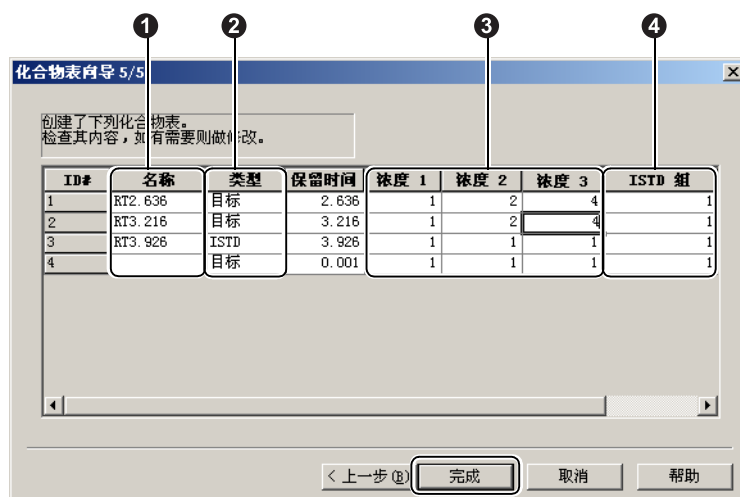 1 2 3 4
化合物表向导 5/5
创建了下列化合物表。
检查其内容，如有需要则做修改。
ID# 名称 类型 保留时间 浓度 1 浓度 2 浓度 3 ISTD 组
1 RT2.636 目标 2.636 1 2 4 1
2 RT3.216 目标 3.216 1 2 4 1
3 RT3.926 ISTD 3.926 1 1 1 1
4 目标 0.001 1 1 1 1
< 上一步(B) 完成 取消 帮助